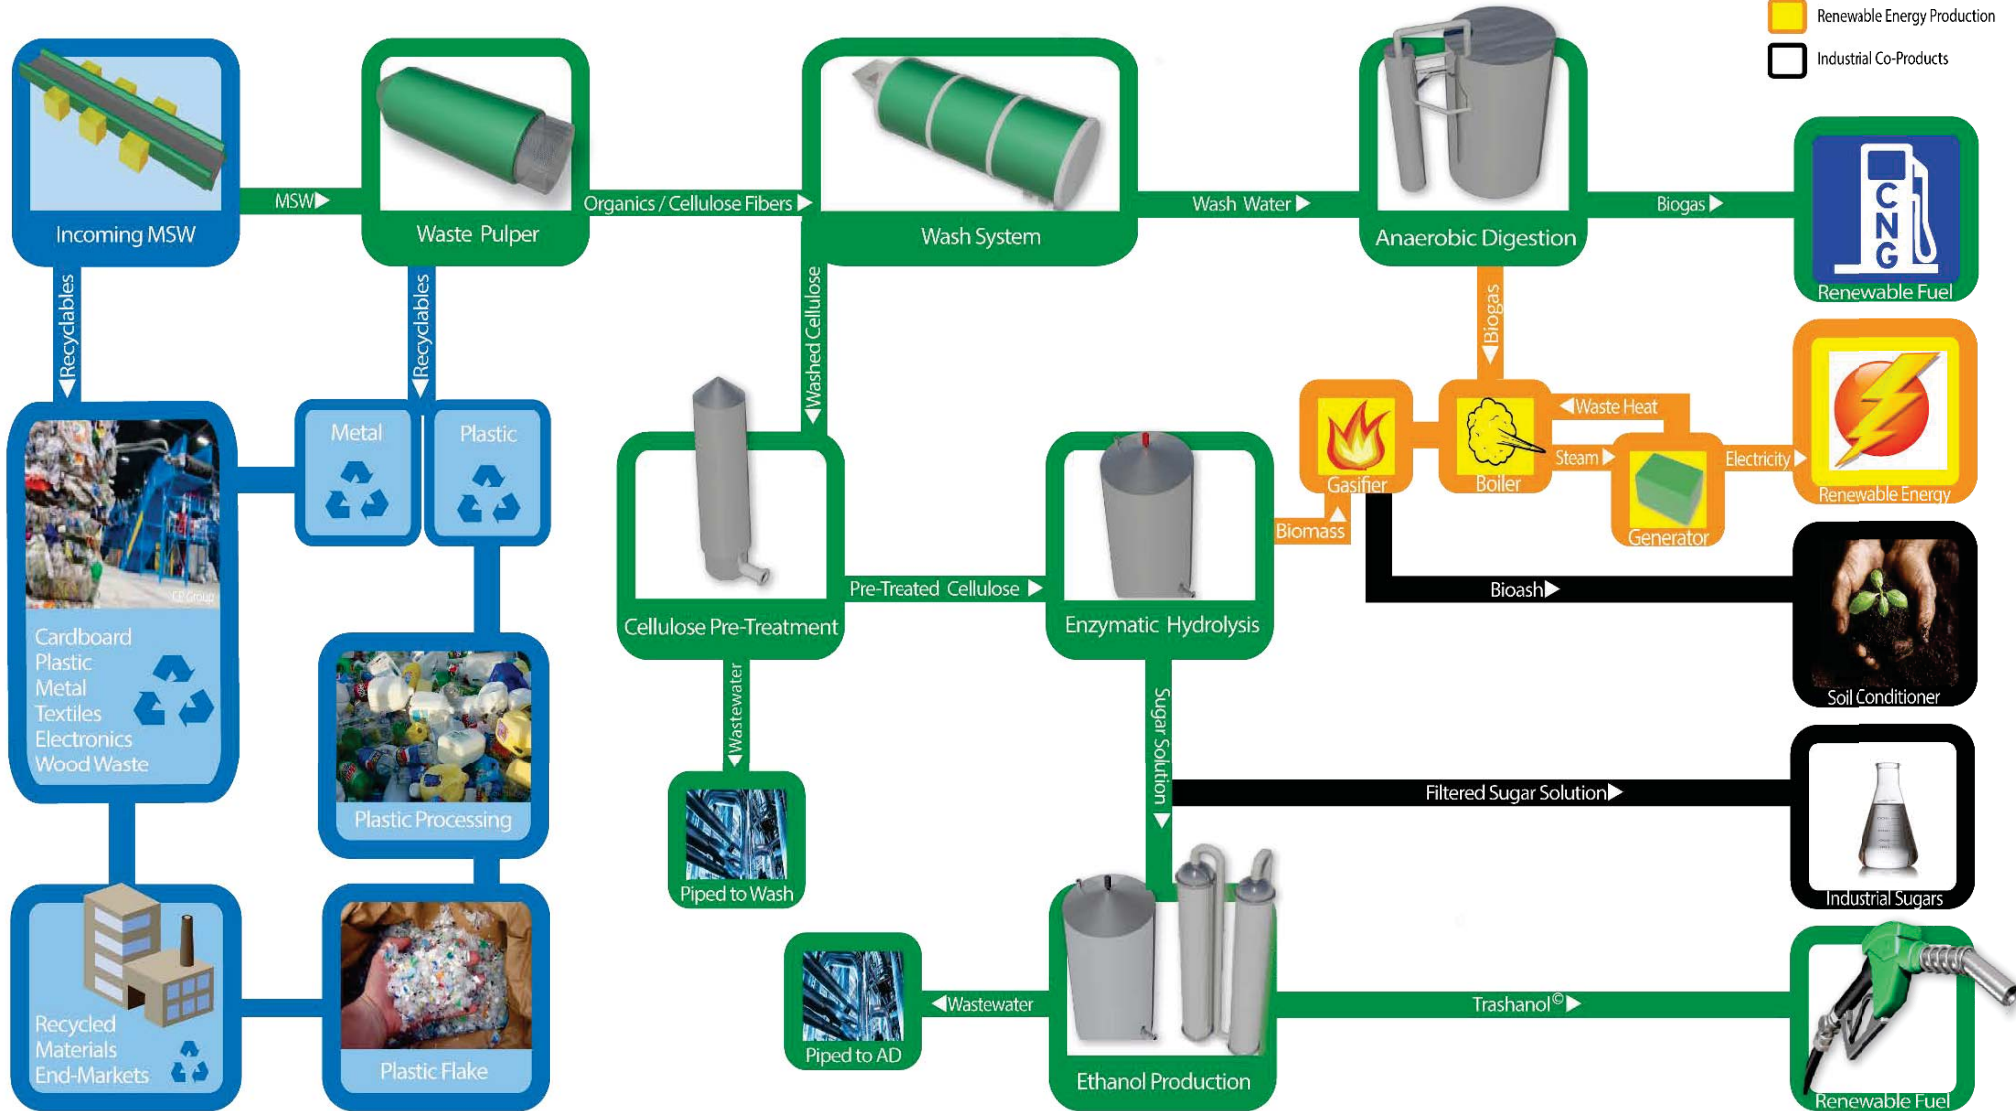 Renewable Energy Production
Industrial Co-Products
Incoming MSW
MSW
Waste Pulper
Organics / Cellulose Fibers
Wash System
Wash Water
Anaerobic Digestion
Biogas
CNG
Renewable Fuel
Recyclables
Recyclables
Washed Cellulose
Biogas
Metal
Plastic
Gasifier
Boiler
Waste Heat
Steam
Generator
Electricity
Renewable Energy
Biomass
CP Group
Cardboard
Plastic
Metal
Textiles
Electronics
Wood Waste
Cellulose Pre-Treatment
Pre-Treated Cellulose
Enzymatic Hydrolysis
Bioash
Soil Conditioner
Plastic Processing
Wastewater
Piped to Wash
Sugar Solution
Filtered Sugar Solution
Industrial Sugars
Recycled
Materials
End-Markets
Plastic Flake
Piped to AD
Wastewater
Ethanol Production
Trashanol©
Renewable Fuel